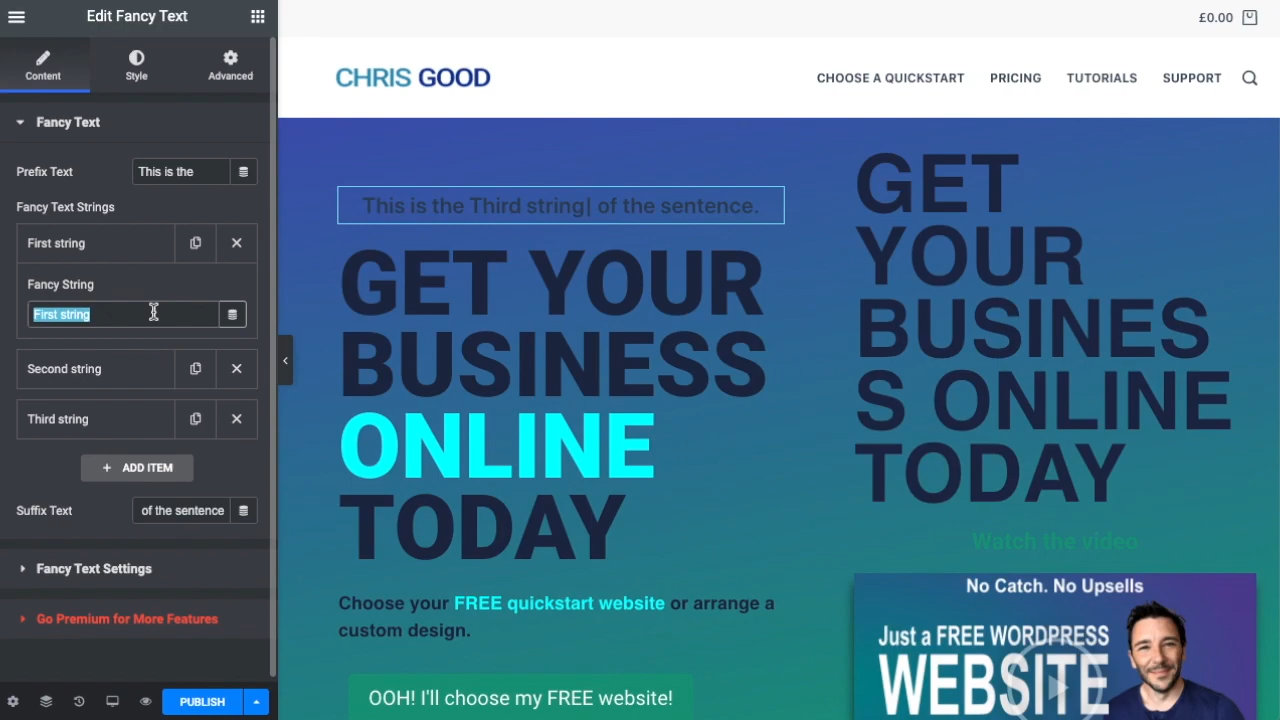 Edit Fancy Text
Content
Style
Advanced
Fancy Text
Prefix Text
This is the
Fancy Text Strings
First string
Fancy String
First string
Second string
Third string
+ ADD ITEM
Suffix Text
of the sentence
Fancy Text Settings
Go Premium for More Features
PUBLISH
£0.00
CHRIS GOOD
CHOOSE A QUICKSTART
PRICING
TUTORIALS
SUPPORT
This is the Third string| of the sentence.
GET YOUR
BUSINESS
ONLINE
TODAY
Choose your FREE quickstart website or arrange a
custom design.
OOH! I'll choose my FREE website!
GET
YOUR
BUSINES
S ONLINE
TODAY
Watch the video
No Catch. No Upsells
Just a FREE WORDPRESS
WEBSITE